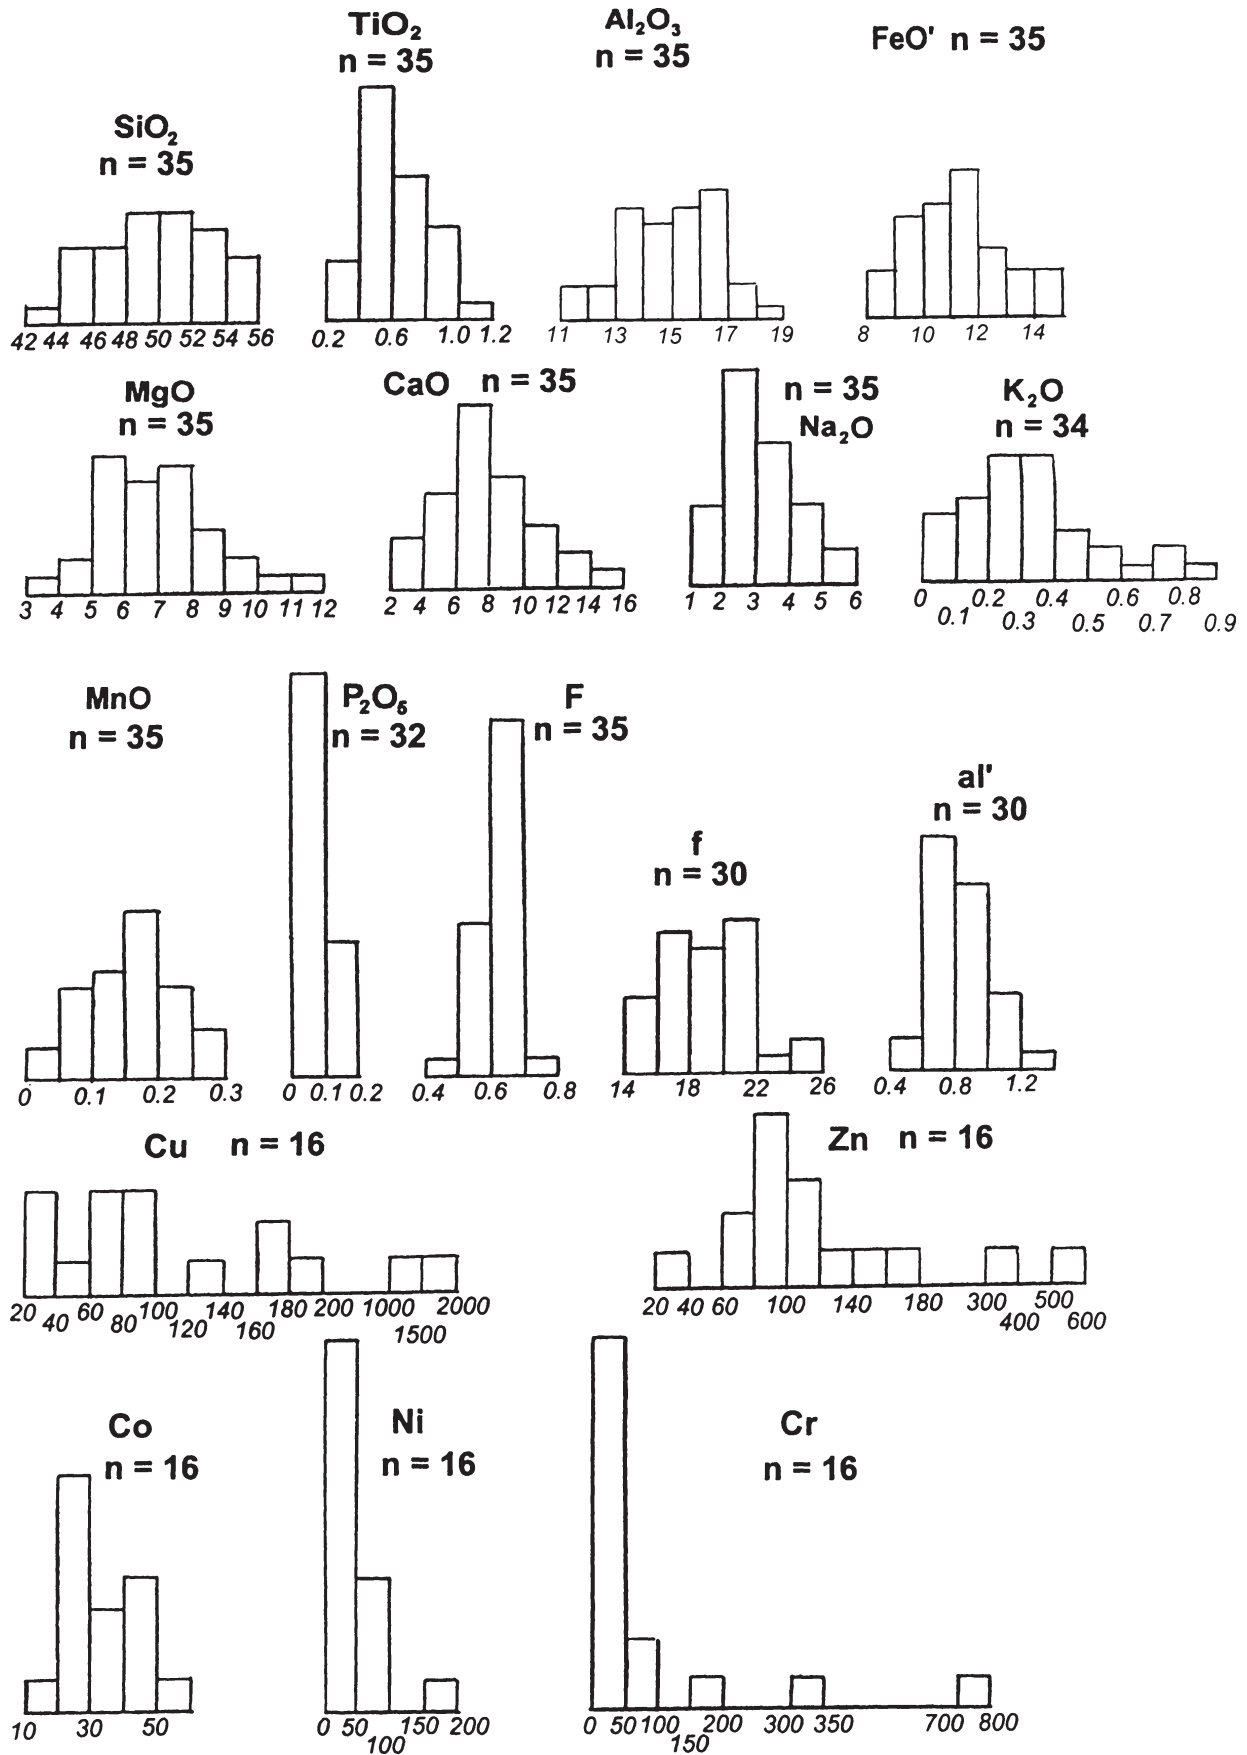 TiO₂
n = 35
Al₂O₃
n = 35
FeO' n = 35
SiO₂
n = 35
42 44 46 48 50 52 54 56
0.2 0.6 1.0 1.2
11 13 15 17 19
8 10 12 14
MgO
n = 35
CaO n = 35
n = 35
Na₂O
K₂O
n = 34
3 4 5 6 7 8 9 10 11 12
2 4 6 8 10 12 14 16
1 2 3 4 5 6
0 0.2 0.4 0.6 0.8
0.1 0.3 0.5 0.7 0.9
MnO
n = 35
P₂O₅
n = 32
F
n = 35
f
n = 30
al'
n = 30
0 0.1 0.2 0.3
0 0.1 0.2
0.4 0.6 0.8
14 18 22 26
0.4 0.8 1.2
Cu n = 16
Zn n = 16
20 60 100 140 180 200 1000 2000
40 80 120 160 1500
20 40 60 100 140 180 300 500
400 600
Co
n = 16
Ni
n = 16
Cr
n = 16
10 30 50
0 50 150 200
100
0 50 100 200 300 350 700 800
150